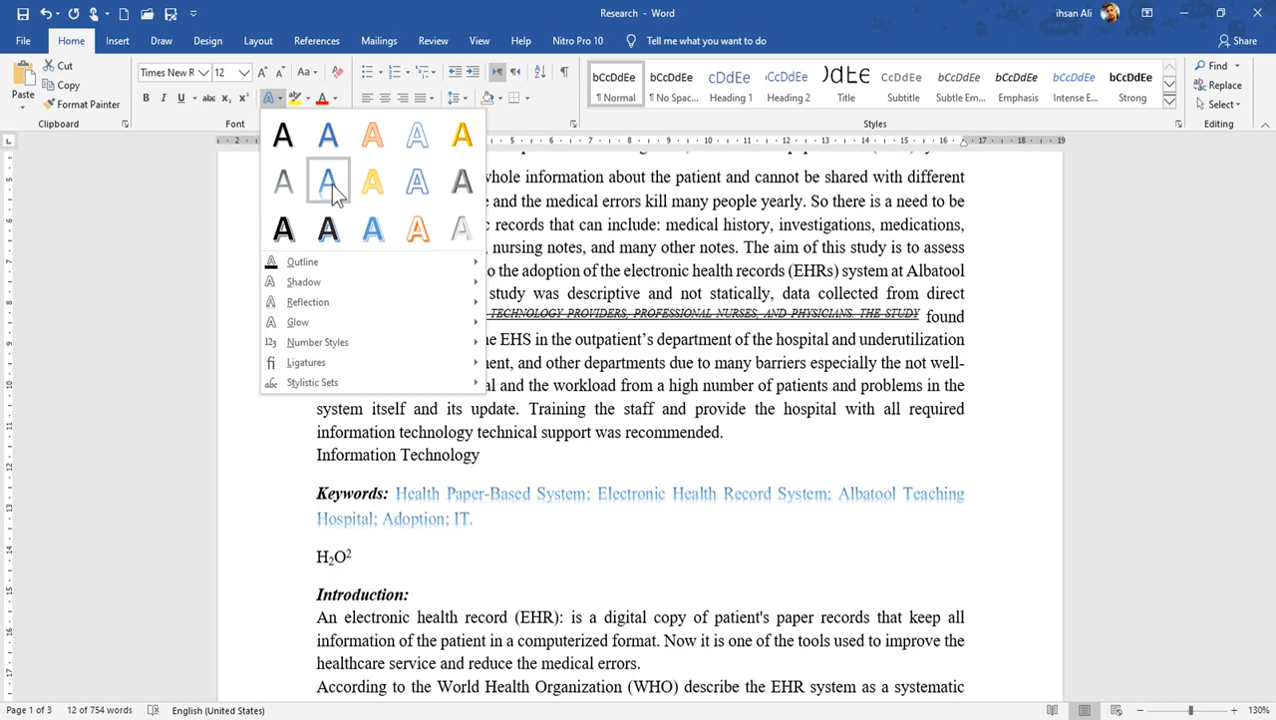 Research - Word
ihsan Ali
File Home Insert Draw Design Layout References Mailings Review View Help Nitro Pro 10 Tell me what you want to do Share
Paste
Cut
Copy
Format Painter
Clipboard
Times New R 12 Aa
B I U abc x₂ x² A
Font
AaBbCcDdEe
¶ Normal ¶ No Spac... Heading 1 Heading 2 Title Subtitle Subtle Em... Emphasis Intense E... Strong
Styles
Find
Select
Editing
A A A A A
A A A A A
A A A A A
Outline
Shadow
Reflection
Glow
123 Number Styles
fi Ligatures
abc Stylistic Sets
whole information about the patient and cannot be shared with different
e and the medical errors kill many people yearly. So there is a need to be
c records that can include: medical history, investigations, medications,
, nursing notes, and many other notes. The aim of this study is to assess
to the adoption of the electronic health records (EHRs) system at Albatool
study was descriptive and not statically, data collected from direct
TECHNOLOGY PROVIDERS, PROFESSIONAL NURSES, AND PHYSICIANS. THE STUDY found
he EHS in the outpatient's department of the hospital and underutilization
ment, and other departments due to many barriers especially the not well-
al and the workload from a high number of patients and problems in the
system itself and its update. Training the staff and provide the hospital with all required
information technology technical support was recommended.
Information Technology
Keywords: Health Paper-Based System; Electronic Health Record System; Albatool Teaching
Hospital; Adoption; IT.
H₂O²
Introduction:
An electronic health record (EHR): is a digital copy of patient's paper records that keep all
information of the patient in a computerized format. Now it is one of the tools used to improve the
healthcare service and reduce the medical errors.
According to the World Health Organization (WHO) describe the EHR system as a systematic
Page 1 of 3 12 of 754 words English (United States) 130%